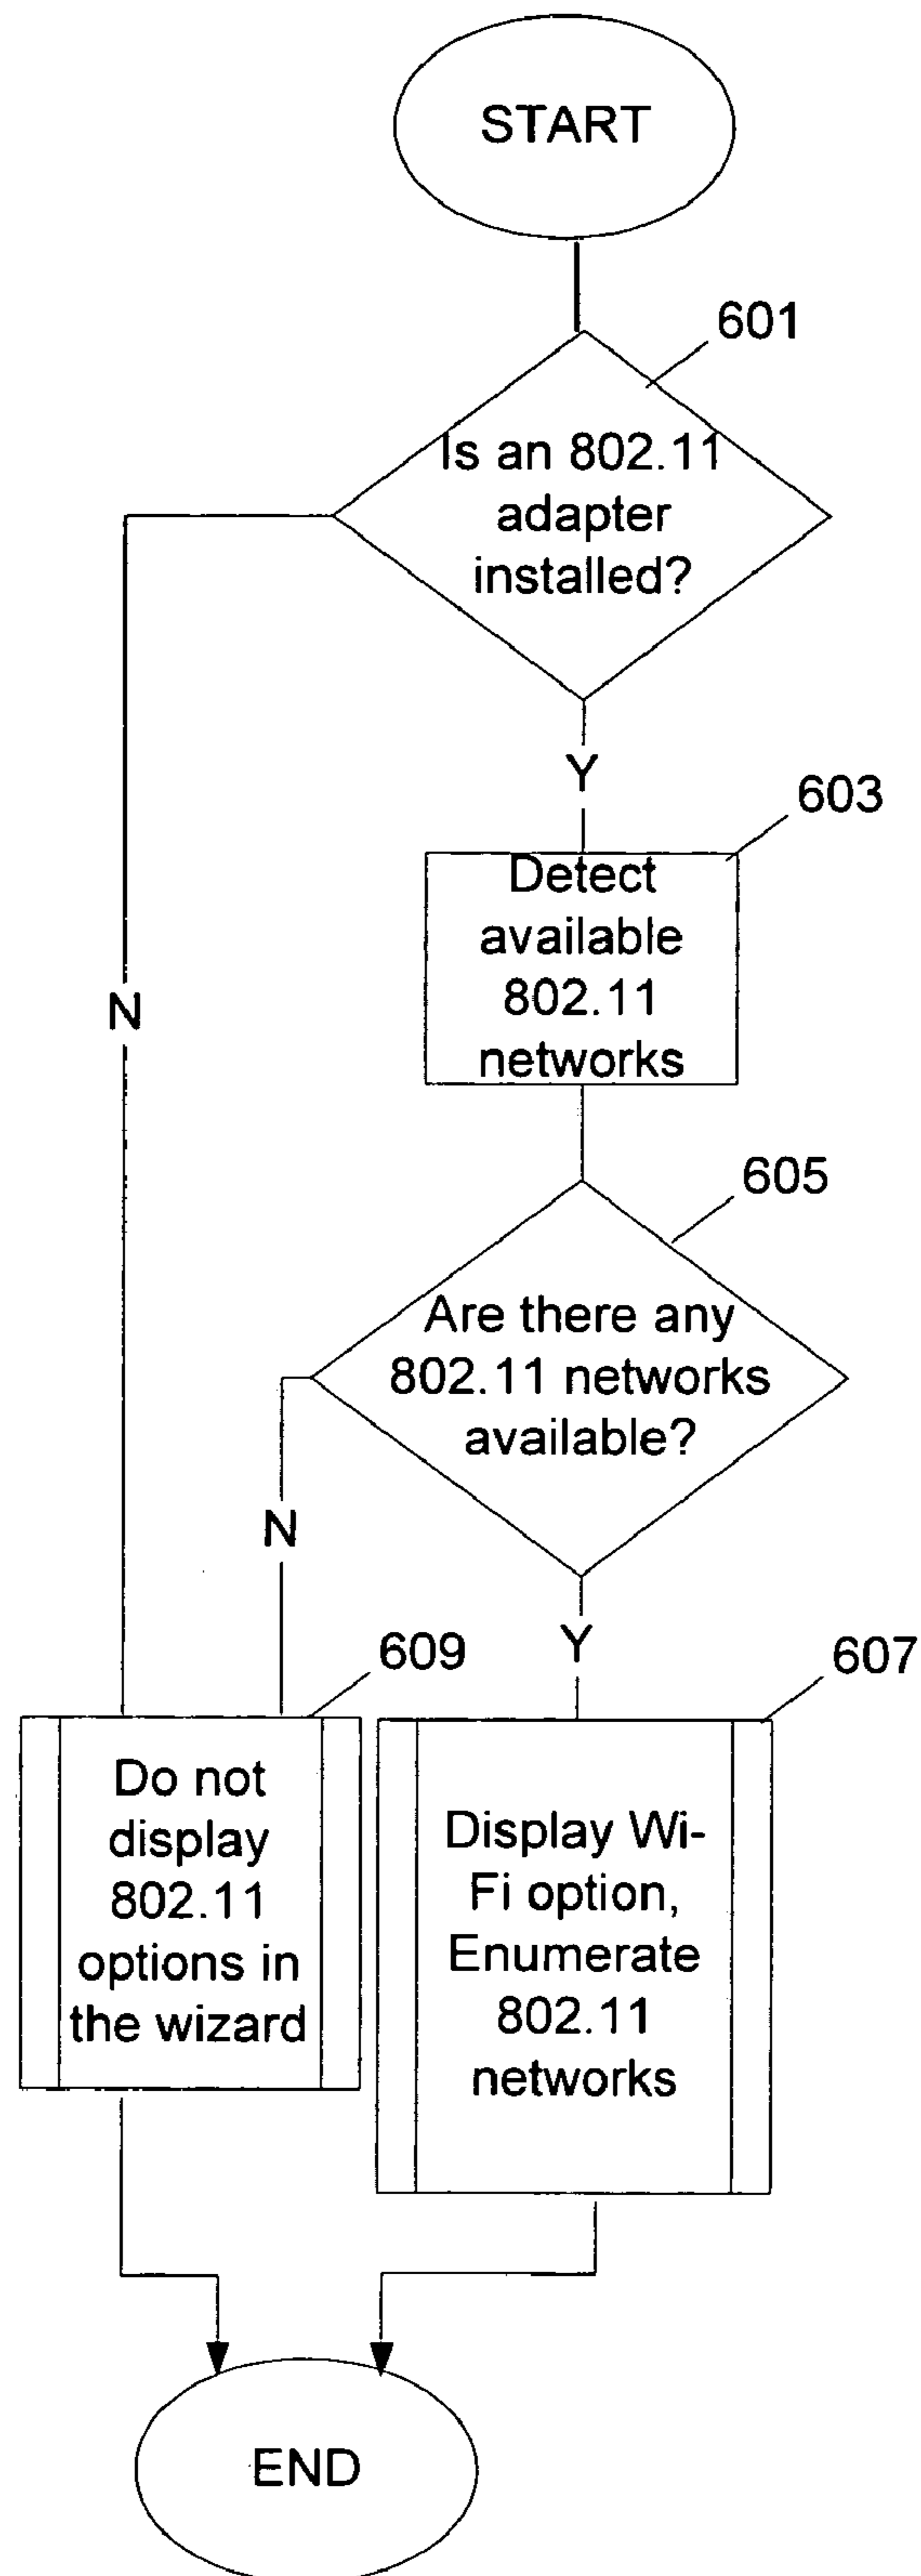 START
601
Is an 802.11
adapter
installed?
Y
603
Detect
available
802.11
networks
N
605
Are there any
802.11 networks
available?
N
Y
609
607
Do not
display
802.11
options in
the wizard
Display Wi-
Fi option,
Enumerate
802.11
networks
END